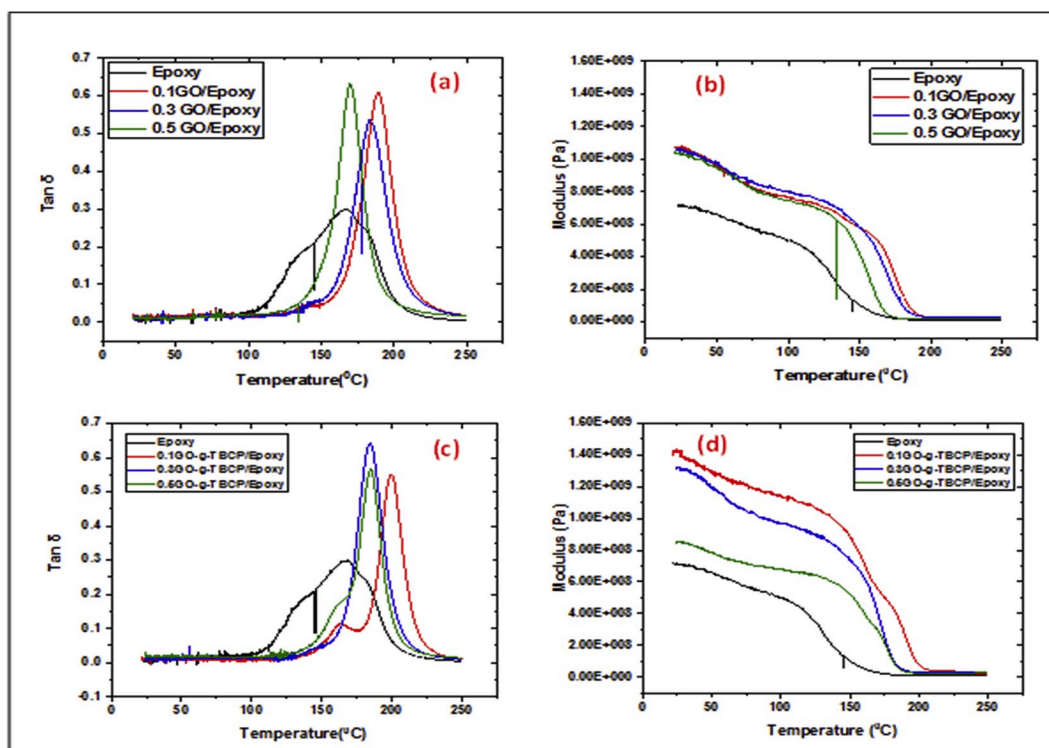 (a)
Epoxy
0.1GO/Epoxy
0.3 GO/Epoxy
0.5 GO/Epoxy
0.7
0.6
0.5
0.4
0.3
0.2
0.1
0.0
Tan δ
0
50
100
150
200
250
Temperature(⁰C)
(b)
Epoxy
0.1GO/Epoxy
0.3 GO/Epoxy
0.5 GO/Epoxy
1.60E+009
1.40E+009
1.20E+009
1.00E+009
8.00E+008
6.00E+008
4.00E+008
2.00E+008
0.00E+000
Modulus (Pa)
0
50
100
150
200
250
Temperature (⁰C)
(c)
Epoxy
0.1GO-g-TBCP/Epoxy
0.3GO-g-TBCP/Epoxy
0.5GO-g-TBCP/Epoxy
0.7
0.6
0.5
0.4
0.3
0.2
0.1
0.0
-0.1
Tan δ
0
50
100
150
200
250
Temperature(⁰C)
(d)
Epoxy
0.1GO-g-TBCP/Epoxy
0.3GO-g-TBCP/Epoxy
0.5GO-g-TBCP/Epoxy
1.60E+009
1.40E+009
1.20E+009
1.00E+009
8.00E+008
6.00E+008
4.00E+008
2.00E+008
0.00E+000
Modulus (Pa)
0
50
100
150
200
250
Temperature (⁰C)